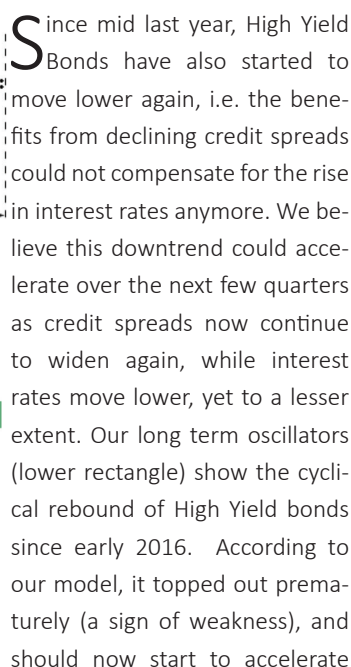 Since mid last year, High Yield
Bonds have also started to
move lower again, i.e. the bene-
fits from declining credit spreads
could not compensate for the rise
in interest rates anymore. We be-
lieve this downtrend could acce-
lerate over the next few quarters
as credit spreads now continue
to widen again, while interest
rates move lower, yet to a lesser
extent. Our long term oscillators
(lower rectangle) show the cycli-
cal rebound of High Yield bonds
since early 2016.  According to
our model, it topped out prema-
turely (a sign of weakness), and
should now start to accelerate